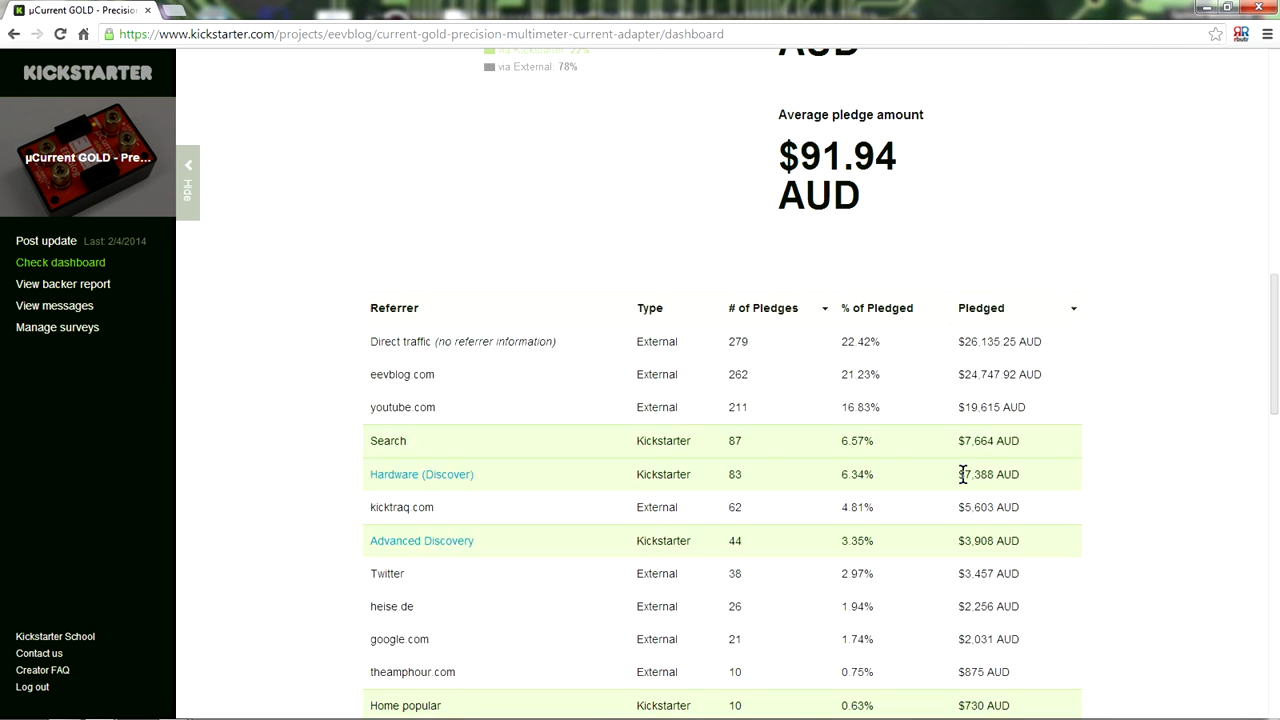 µCurrent GOLD - Precision
https://www.kickstarter.com/projects/eevblog/current-gold-precision-multimeter-current-adapter/dashboard
rbutr
KICKSTARTER
µCurrent GOLD - Pre...
Hide
Post update Last: 2/4/2014
Check dashboard
View backer report
View messages
Manage surveys
Kickstarter School
Contact us
Creator FAQ
Log out
via Kickstarter: 22%
via External: 78%
AUD
Average pledge amount
$91.94
AUD
Referrer Type # of Pledges % of Pledged Pledged
Direct traffic (no referrer information) External 279 22.42% $26,135.25 AUD
eevblog.com External 262 21.23% $24,747.92 AUD
youtube.com External 211 16.83% $19,615 AUD
Search Kickstarter 87 6.57% $7,664 AUD
Hardware (Discover) Kickstarter 83 6.34% $7,388 AUD
kicktraq.com External 62 4.81% $5,603 AUD
Advanced Discovery Kickstarter 44 3.35% $3,908 AUD
Twitter External 38 2.97% $3,457 AUD
heise.de External 26 1.94% $2,256 AUD
google.com External 21 1.74% $2,031 AUD
theamphour.com External 10 0.75% $875 AUD
Home popular Kickstarter 10 0.63% $730 AUD